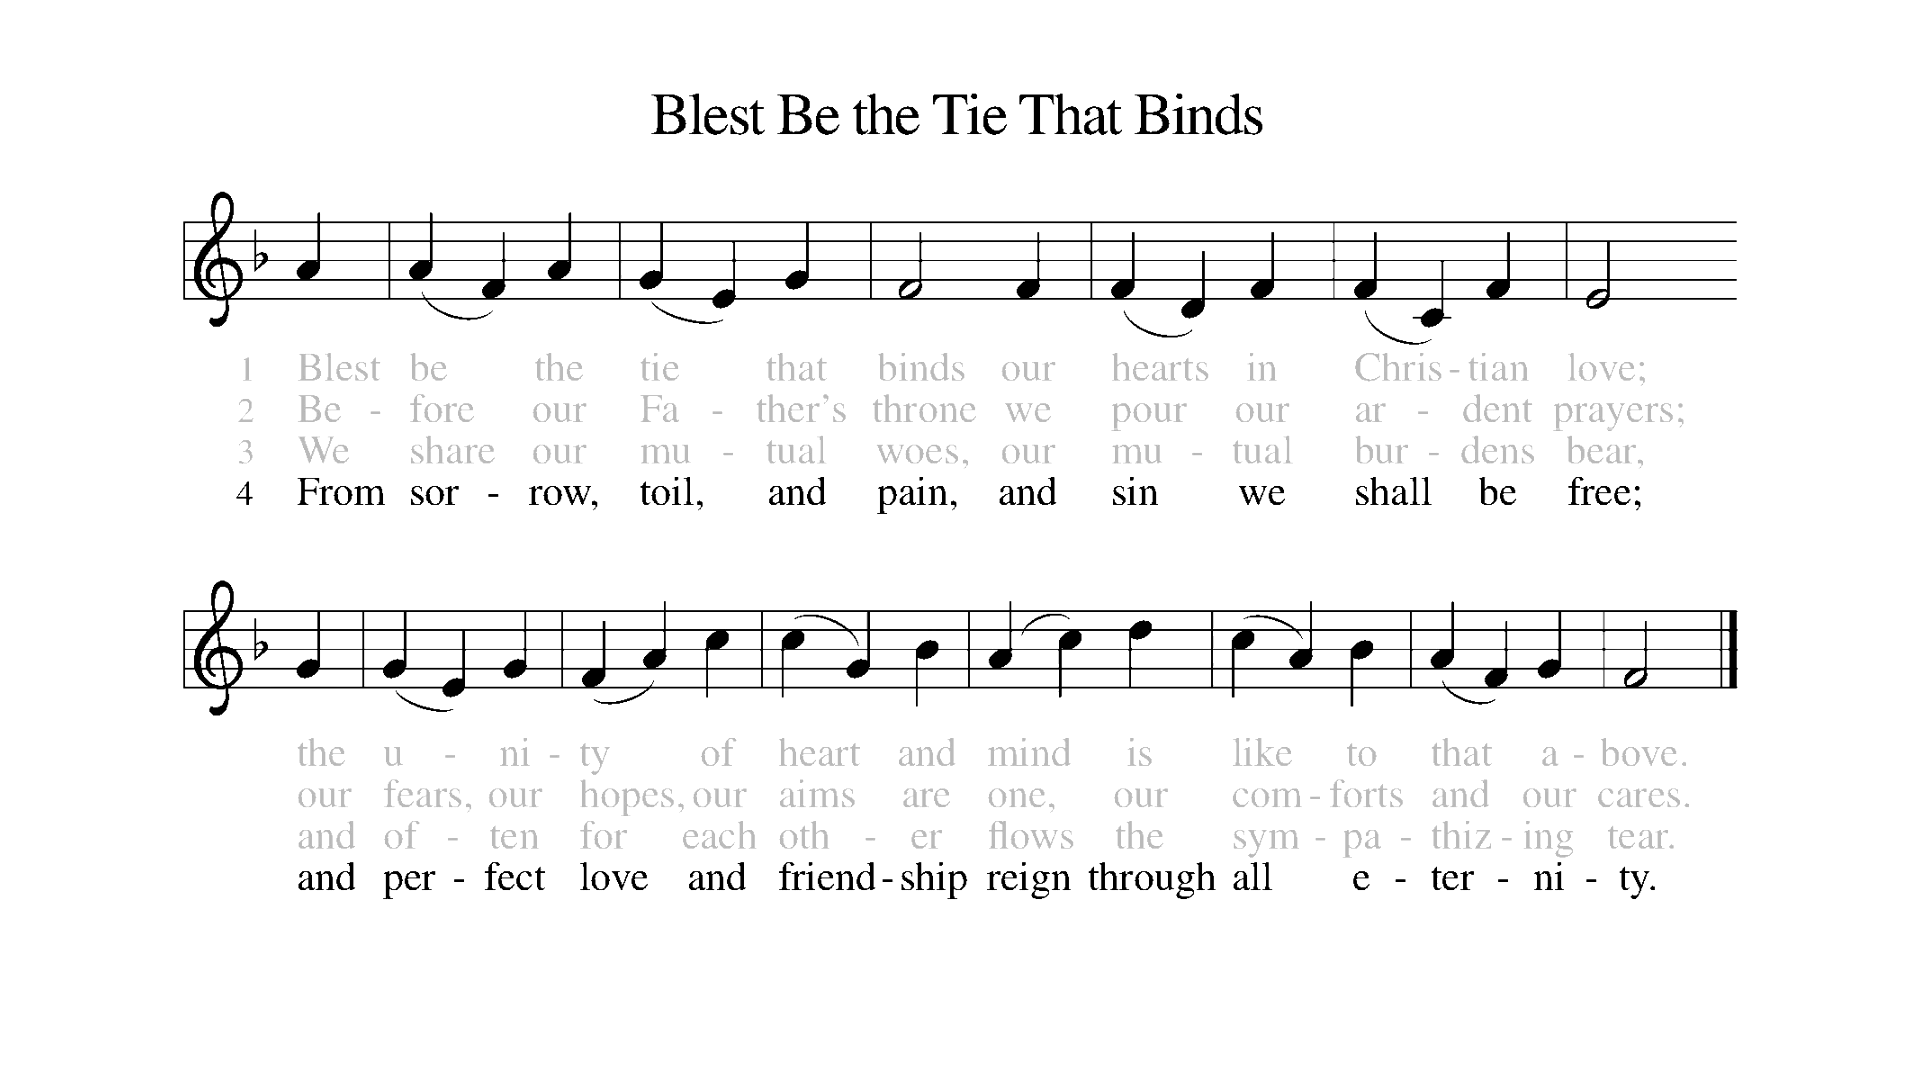 Blest Be the Tie That Binds
1 Blest be the tie that binds our hearts in Chris - tian love;
2 Be - fore our Fa - ther's throne we pour our ar - dent prayers;
3 We share our mu - tual woes, our mu - tual bur - dens bear,
4 From sor - row, toil, and pain, and sin we shall be free;
the u - ni - ty of heart and mind is like to that a - bove.
our fears, our hopes, our aims are one, our com - forts and our cares.
and of - ten for each oth - er flows the sym - pa - thiz - ing tear.
and per - fect love and friend - ship reign through all e - ter - ni - ty.